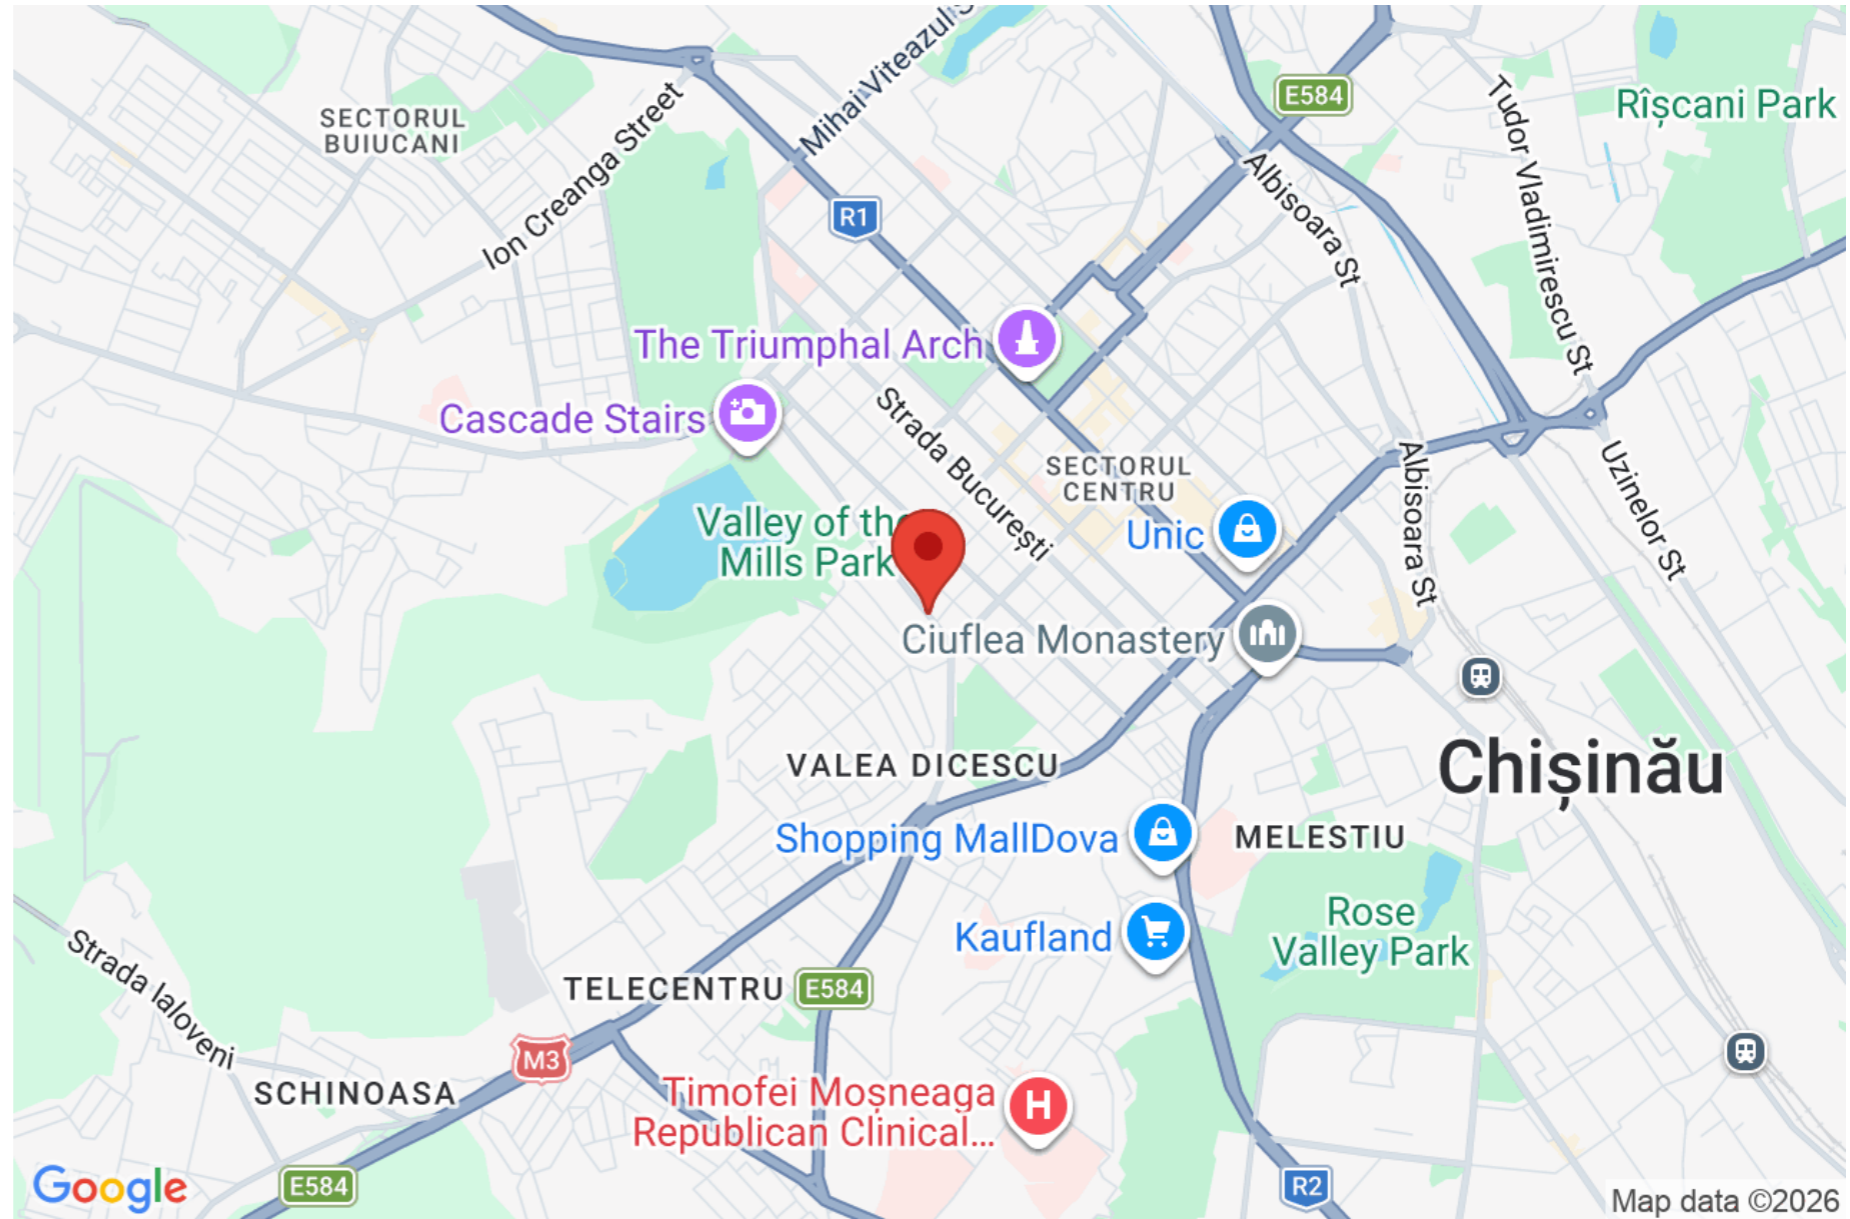 Mihai Viteazul S
E584
Rîșcani Park
SECTORUL
BUIUCANI
Ion Creanga Street
Tudor Vladimirescu St
Albisoara St
R1
The Triumphal Arch
Cascade Stairs
Strada București
SECTORUL
CENTRU
Albisoara St
Uzinelor St
Valley of the
Mills Park
Unic
Ciuflea Monastery
VALEA DICESCU
Chișinău
Shopping MallDova
MELESTIU
Rose
Valley Park
Kaufland
Strada Ialoveni
TELECENTRU
E584
M3
SCHINOASA
Timofei Moșneaga
Republican Clinical...
H
Google
E584
R2
Map data ©2026